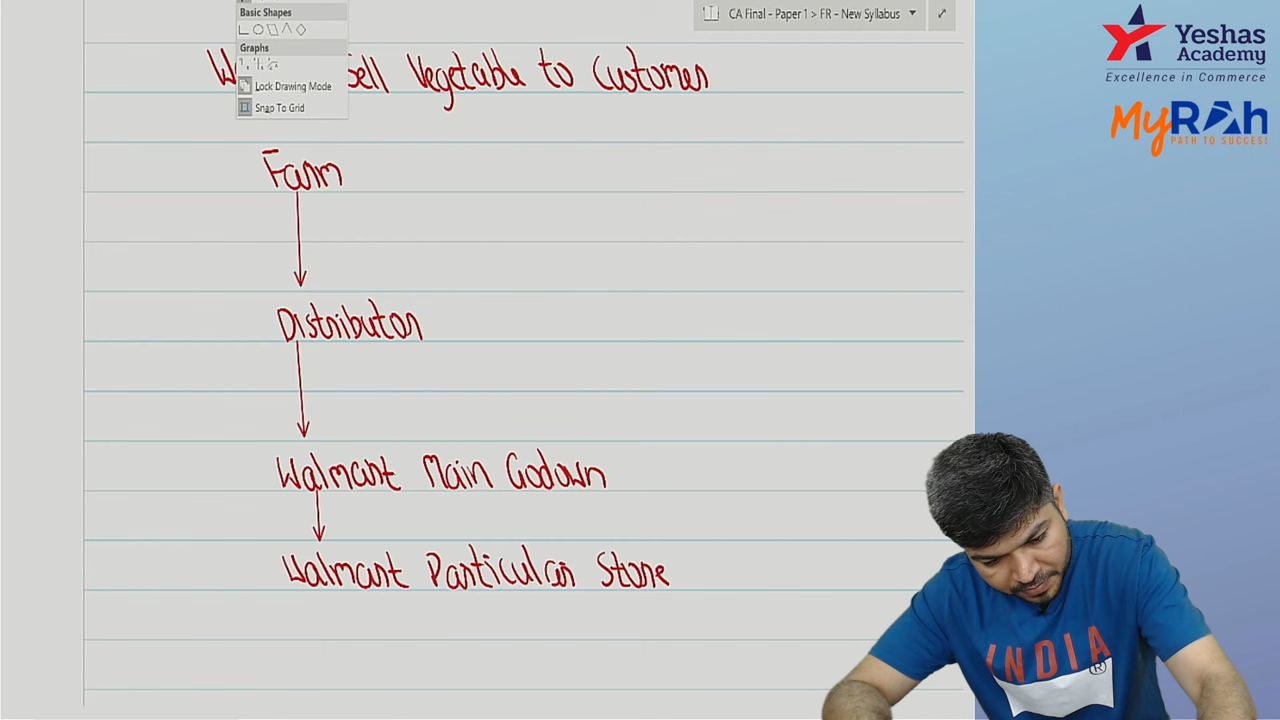 Basic Shapes
CA Final - Paper 1 > FR - New Syllabus
Graphs
Sell Vegetable to Customer
Lock Drawing Mode
Snap To Grid
Farm
Distributor
Walmart Main Godown
Walmart Particular Store
Yeshas
Academy
Excellence in Commerce
MyRAh
PATH TO SUCCESS
INDIA